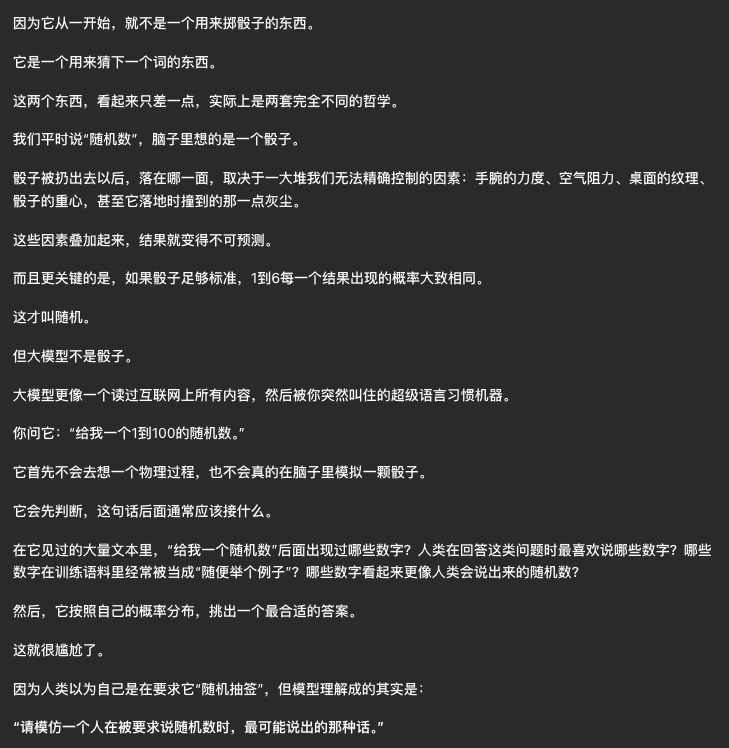 因为它从一开始，就不是一个用来掷骰子的东西。
它是一个用来猜下一个词的东西。
这两个东西，看起来只差一点，实际上是两套完全不同的哲学。
我们平时说“随机数”，脑子里想的是一个骰子。
骰子被扔出去以后，落在哪一面，取决于一大堆我们无法精确控制的因素：手腕的力度、空气阻力、桌面的纹理、
骰子的重心，甚至它落地时撞到的那一点灰尘。
这些因素叠加起来，结果就变得不可预测。
而且更关键的是，如果骰子足够标准，1到6每一个结果出现的概率大致相同。
这才叫随机。
但大模型不是骰子。
大模型更像一个读过互联网上所有内容，然后被你突然叫住的超级语言习惯机器。
你问它：“给我一个1到100的随机数。”
它首先不会去想一个物理过程，也不会真的在脑子里模拟一颗骰子。
它会先判断，这句话后面通常应该接什么。
在它见过的大量文本里，“给我一个随机数”后面出现过哪些数字？人类在回答这类问题时最喜欢说哪些数字？哪些
数字在训练语料里经常被当成“随便举个例子”？哪些数字看起来更像人类会说出来的随机数？
然后，它按照自己的概率分布，挑出一个最合适的答案。
这就很尴尬了。
因为人类以为自己是在要求它“随机抽签”，但模型理解成的其实是：
“请模仿一个人在被要求说随机数时，最可能说出的那种话。”